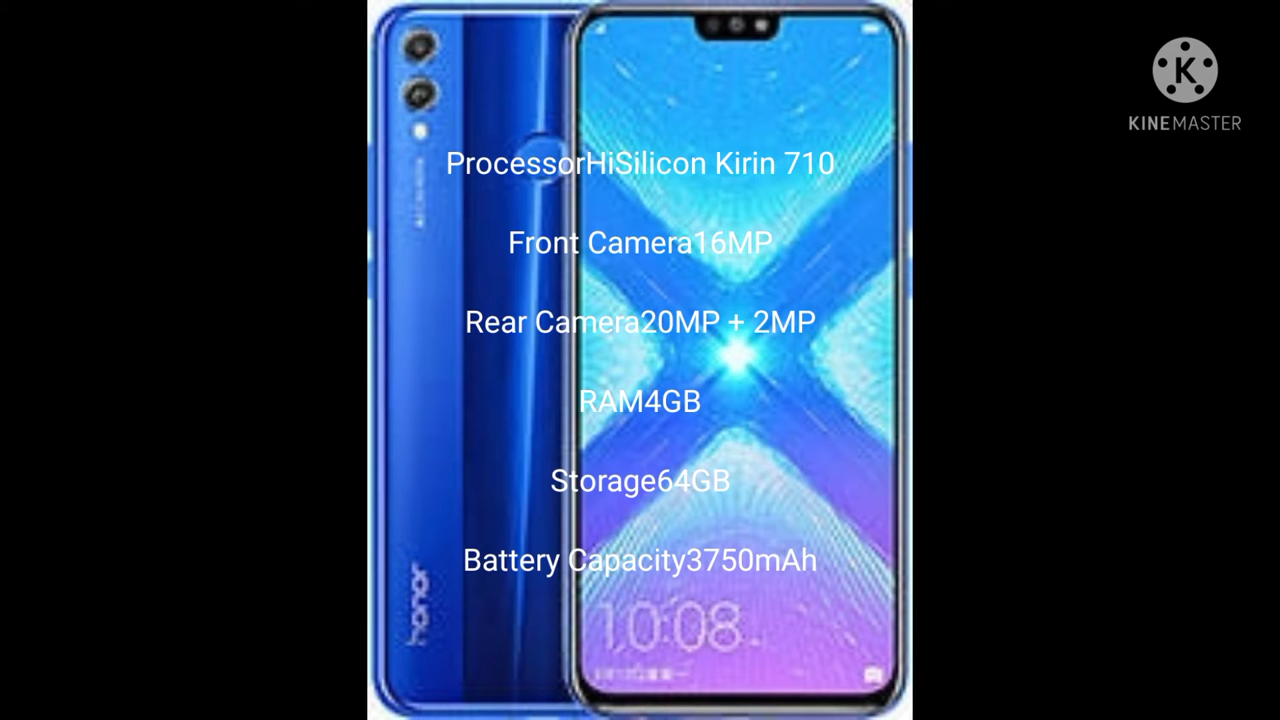 KINEMASTER
ProcessorHiSilicon Kirin 710
Front Camera16MP
Rear Camera20MP + 2MP
RAM4GB
Storage64GB
Battery Capacity3750mAh
honor
10:08